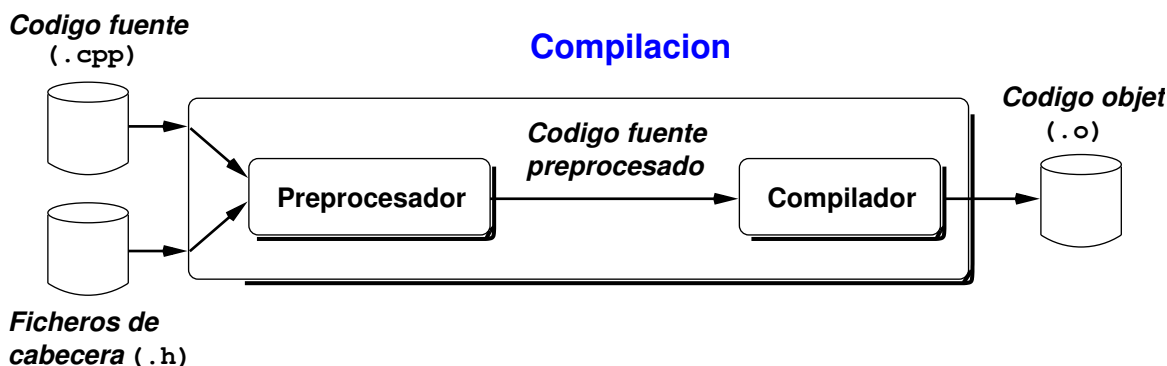 Codigo fuente
(.cpp)
Compilacion
Codigo objet
(.o)
Codigo fuente
preprocesado
Preprocesador
Compilador
Ficheros de
cabecera (.h)